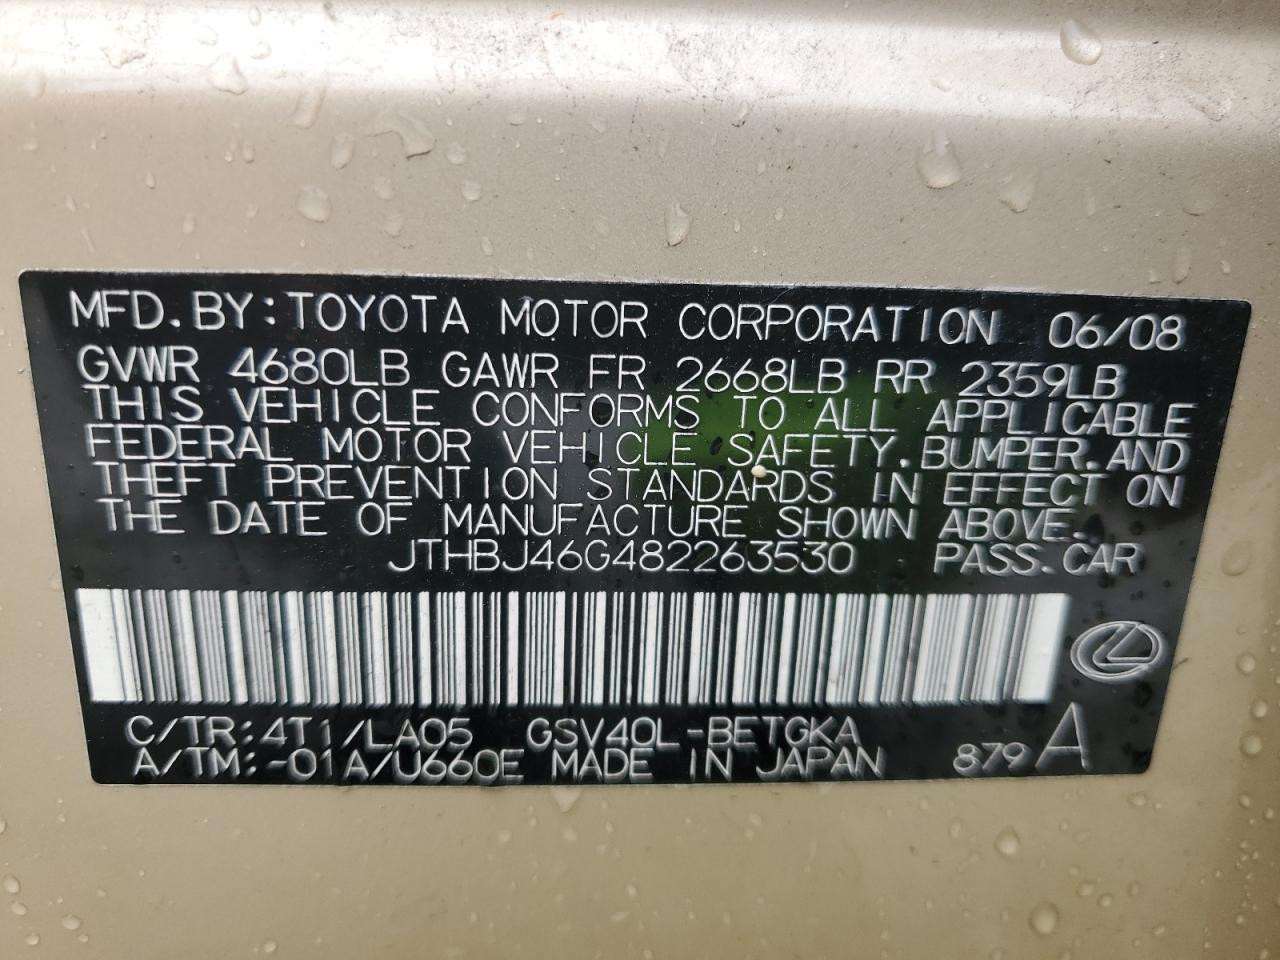 MFD. BY: TOYOTA MOTOR CORPORATION 06/08
GVWR 4680LB GAWR FR 2668LB RR 2359LB
THIS VEHICLE CONFORMS TO ALL APPLICABLE
FEDERAL MOTOR VEHICLE SAFETY. BUMPER. AND
THEFT PREVENTION STANDARDS IN EFFECT ON
THE DATE OF MANUFACTURE SHOWN ABOVE.
JTHBJ46G482263530 PASS. CAR
C/TR: 4T1/LA05 GSV40L-BETGKA
A/TM: -01A/U660E MADE IN JAPAN 879 A